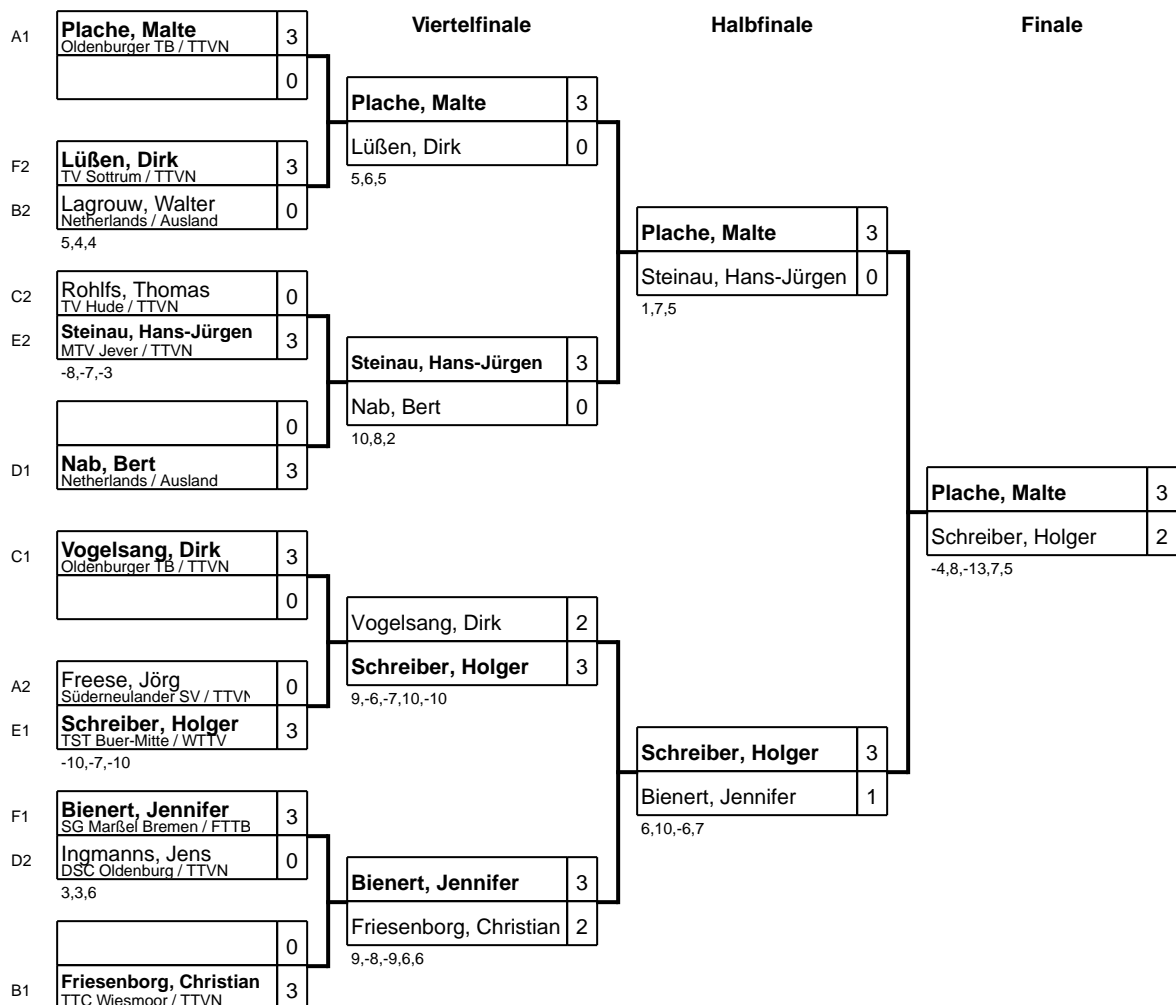 Viertelfinale
Halbfinale
Finale
A1
Plache, Malte 3
Oldenburger TB / TTVN
0
F2
Lüßen, Dirk 3
TV Sottrum / TTVN
B2
Lagrouw, Walter 0
Netherlands / Ausland
5,4,4
C2
Rohlfs, Thomas 0
TV Hude / TTVN
E2
Steinau, Hans-Jürgen 3
MTV Jever / TTVN
-8,-7,-3
0
D1
Nab, Bert 3
Netherlands / Ausland
C1
Vogelsang, Dirk 3
Oldenburger TB / TTVN
0
A2
Freese, Jörg 0
Süderneulander SV / TTVN
E1
Schreiber, Holger 3
TST Buer-Mitte / WTTV
-10,-7,-10
F1
Bienert, Jennifer 3
SG Marßel Bremen / FTTB
D2
Ingmanns, Jens 0
DSC Oldenburg / TTVN
3,3,6
0
B1
Friesenborg, Christian 3
TTC Wiesmoor / TTVN
Plache, Malte 3
Lüßen, Dirk 0
5,6,5
Steinau, Hans-Jürgen 3
Nab, Bert 0
10,8,2
Vogelsang, Dirk 2
Schreiber, Holger 3
9,-6,-7,10,-10
Bienert, Jennifer 3
Friesenborg, Christian 2
9,-8,-9,6,6
Plache, Malte 3
Steinau, Hans-Jürgen 0
1,7,5
Schreiber, Holger 3
Bienert, Jennifer 1
6,10,-6,7
Plache, Malte 3
Schreiber, Holger 2
-4,8,-13,7,5